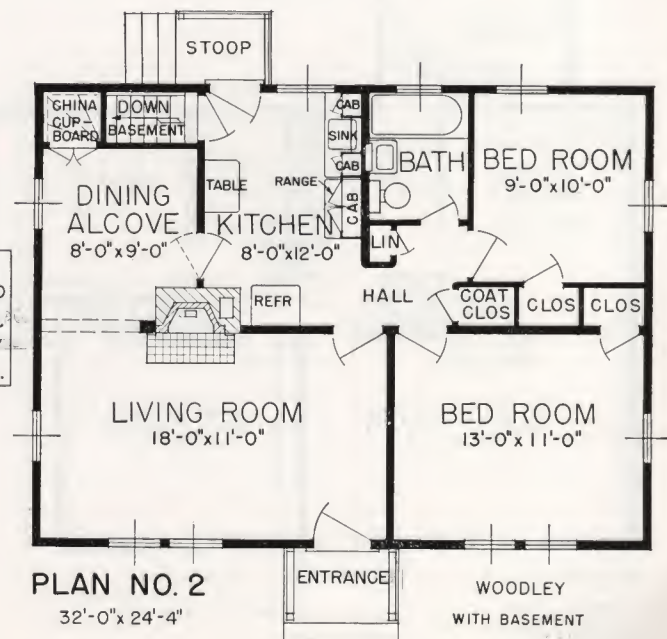 STOOP
CHINA
CUP
BOARD
DOWN
BASEMENT
CAB
SINK
CAB
CAB
RANGE
TABLE
BATH
BED ROOM
9'-0"x10'-0"
DINING
ALCOVE
8'-0"x9'-0"
KITCHEN
8'-0"x12'-0"
LIN
REFR
HALL
COAT
CLOS
CLOS
CLOS
LIVING ROOM
18'-0"x11'-0"
BED ROOM
13'-0"x11'-0"
ENTRANCE
PLAN NO. 2
32'-0"x 24'-4"
WOODLEY
WITH BASEMENT